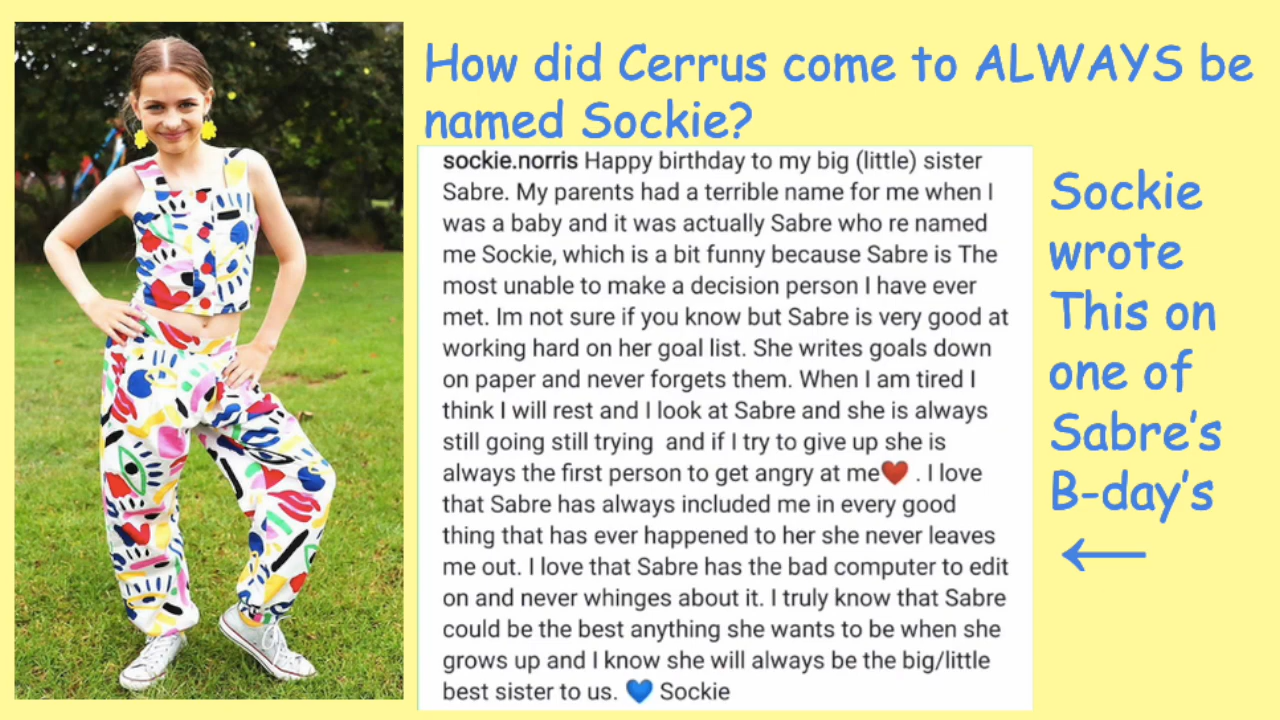 How did Cerrus come to ALWAYS be
named Sockie?
sockie.norris Happy birthday to my big (little) sister
Sabre. My parents had a terrible name for me when I
was a baby and it was actually Sabre who re named
me Sockie, which is a bit funny because Sabre is The
most unable to make a decision person I have ever
met. Im not sure if you know but Sabre is very good at
working hard on her goal list. She writes goals down
on paper and never forgets them. When I am tired I
think I will rest and I look at Sabre and she is always
still going still trying  and if I try to give up she is
always the first person to get angry at me❤️ . I love
that Sabre has always included me in every good
thing that has ever happened to her she never leaves
me out. I love that Sabre has the bad computer to edit
on and never whinges about it. I truly know that Sabre
could be the best anything she wants to be when she
grows up and I know she will always be the big/little
best sister to us. 💙 Sockie
Sockie
wrote
This on
one of
Sabre's
B-day's
←